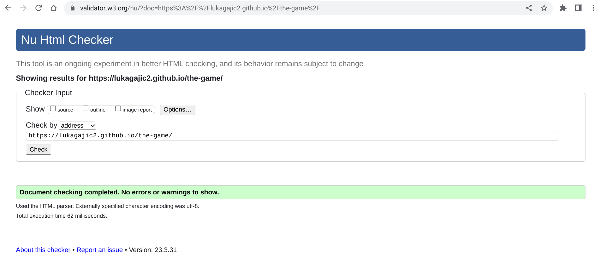 validator.w3.org/nu/?doc=https%3A%2F%2Flukagajic2.github.io%2Fthe-game%2F
Nu Html Checker
This tool is an ongoing experiment in better HTML checking, and its behavior remains subject to change
Showing results for https://lukagajic2.github.io/the-game/
Checker Input
Show source outline image report Options...
Check by address
https://lukagajic2.github.io/the-game/
Check
Document checking completed. No errors or warnings to show.
Used the HTML parser. Externally specified character encoding was utf-8.
Total execution time 62 milliseconds.
About this checker • Report an issue • Version: 23.3.31